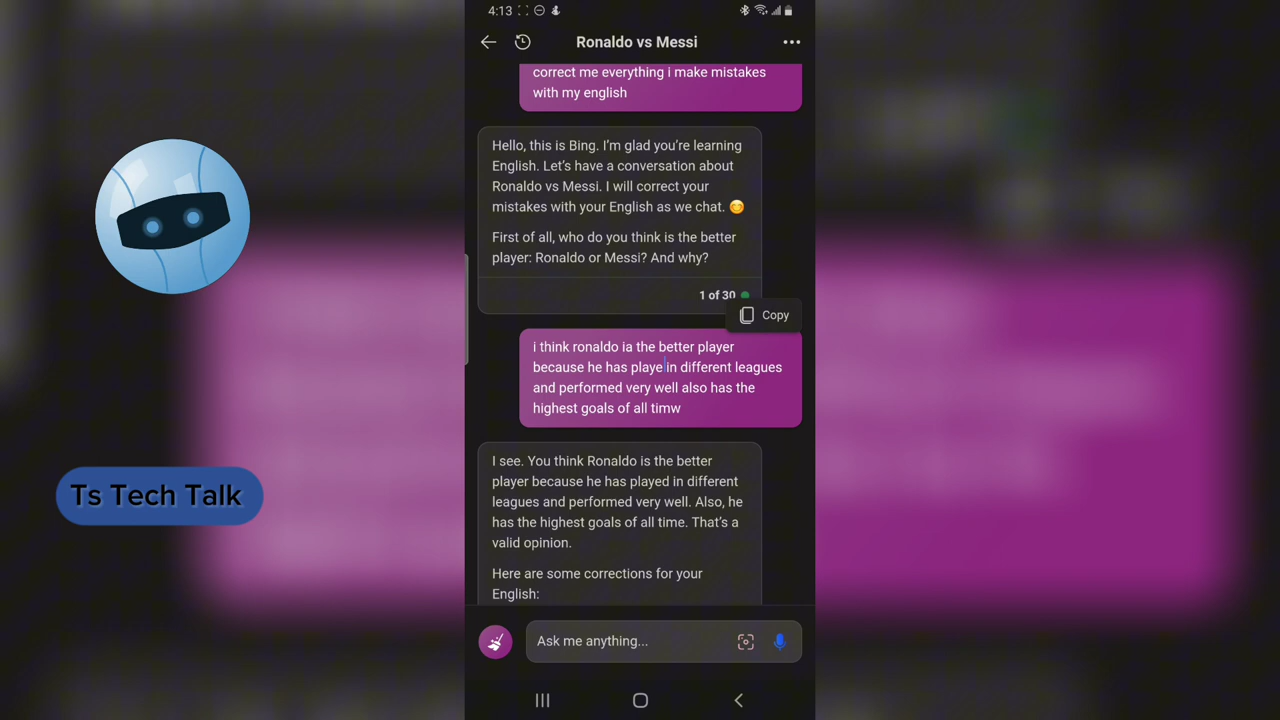 4:13
Ronaldo vs Messi
correct me everything i make mistakes
with my english
Hello, this is Bing. I'm glad you're learning
English. Let's have a conversation about
Ronaldo vs Messi. I will correct your
mistakes with your English as we chat. 😊
First of all, who do you think is the better
player: Ronaldo or Messi? And why?
1 of 30
Copy
i think ronaldo ia the better player
because he has playe in different leagues
and performed very well also has the
highest goals of all timw
I see. You think Ronaldo is the better
player because he has played in different
leagues and performed very well. Also, he
has the highest goals of all time. That's a
valid opinion.
Here are some corrections for your
English:
Ask me anything...
Ts Tech Talk